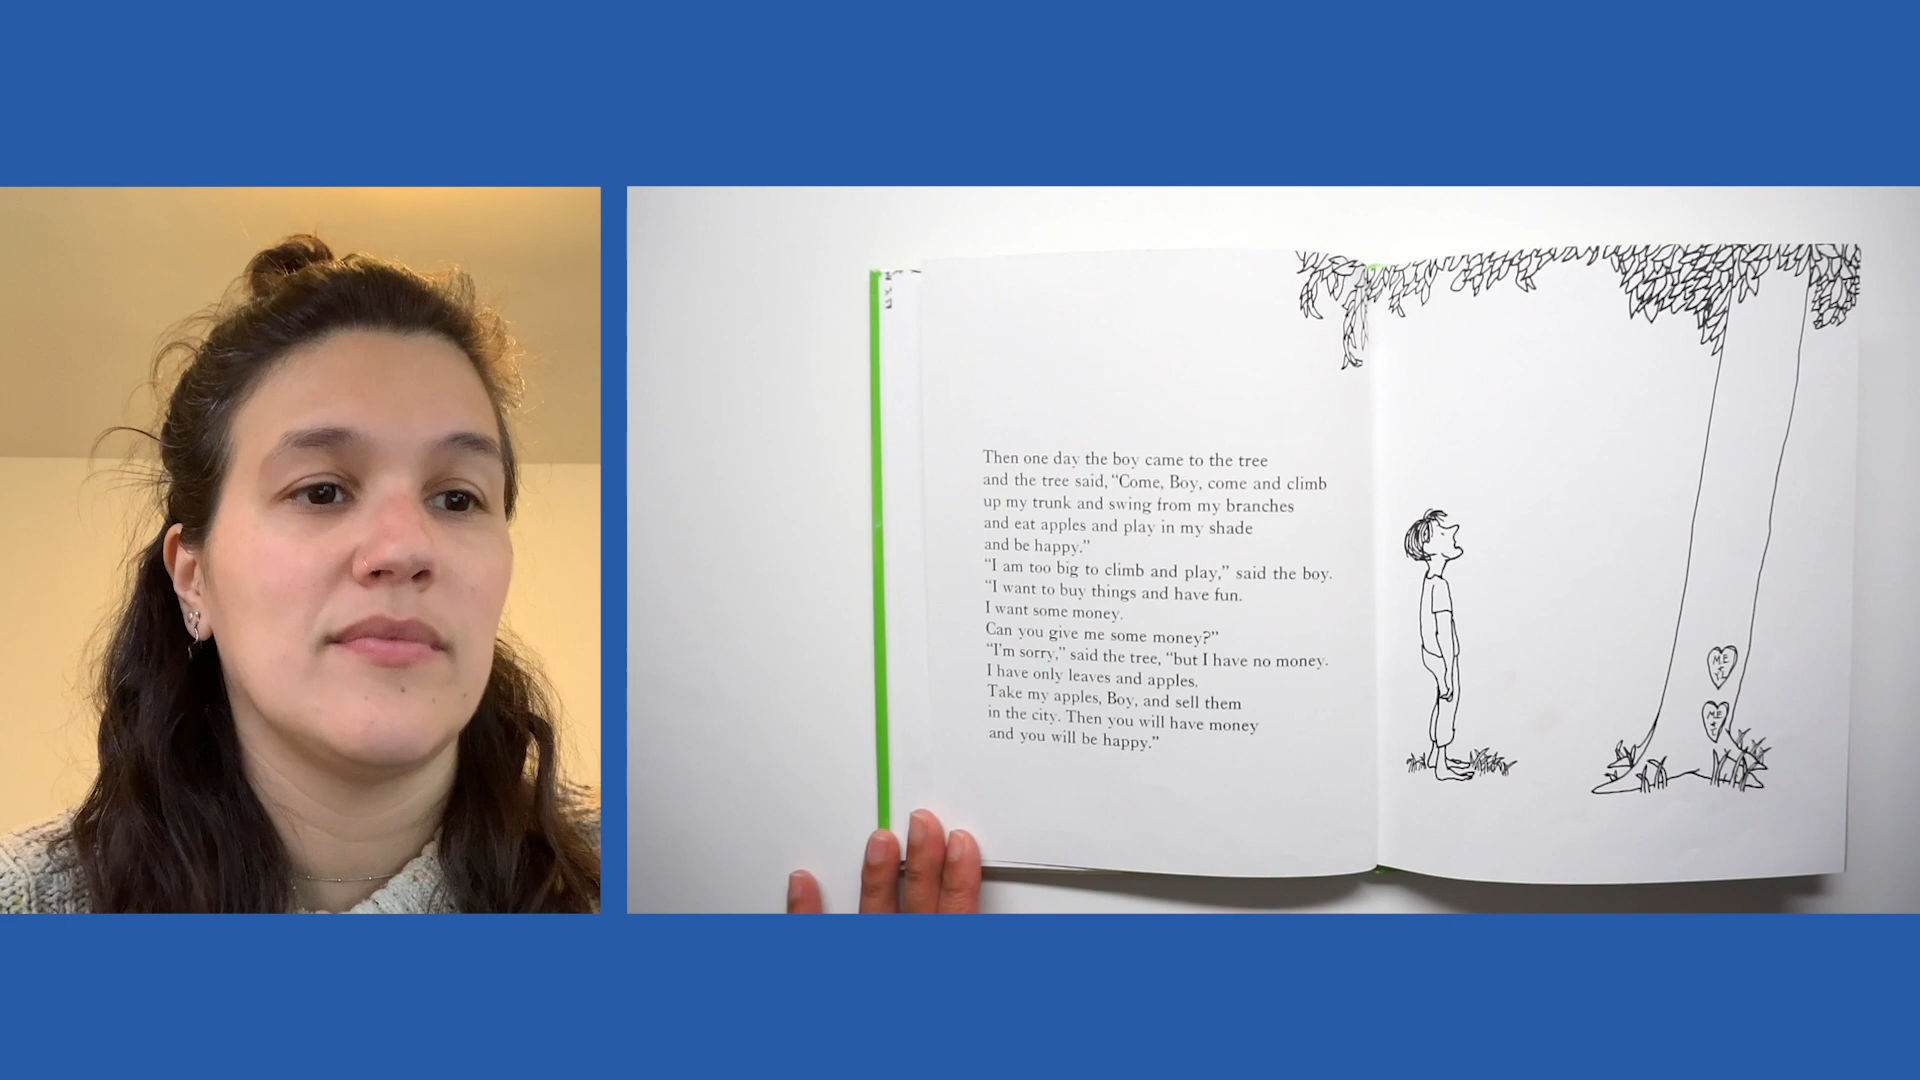 Then one day the boy came to the tree
and the tree said, “Come, Boy, come and climb
up my trunk and swing from my branches
and eat apples and play in my shade
and be happy.”
“I am too big to climb and play,” said the boy.
“I want to buy things and have fun.
I want some money.
Can you give me some money?”
“I'm sorry,” said the tree, “but I have no money.
I have only leaves and apples.
Take my apples, Boy, and sell them
in the city. Then you will have money
and you will be happy.”
ME
+
Y.L.
ME
+
T